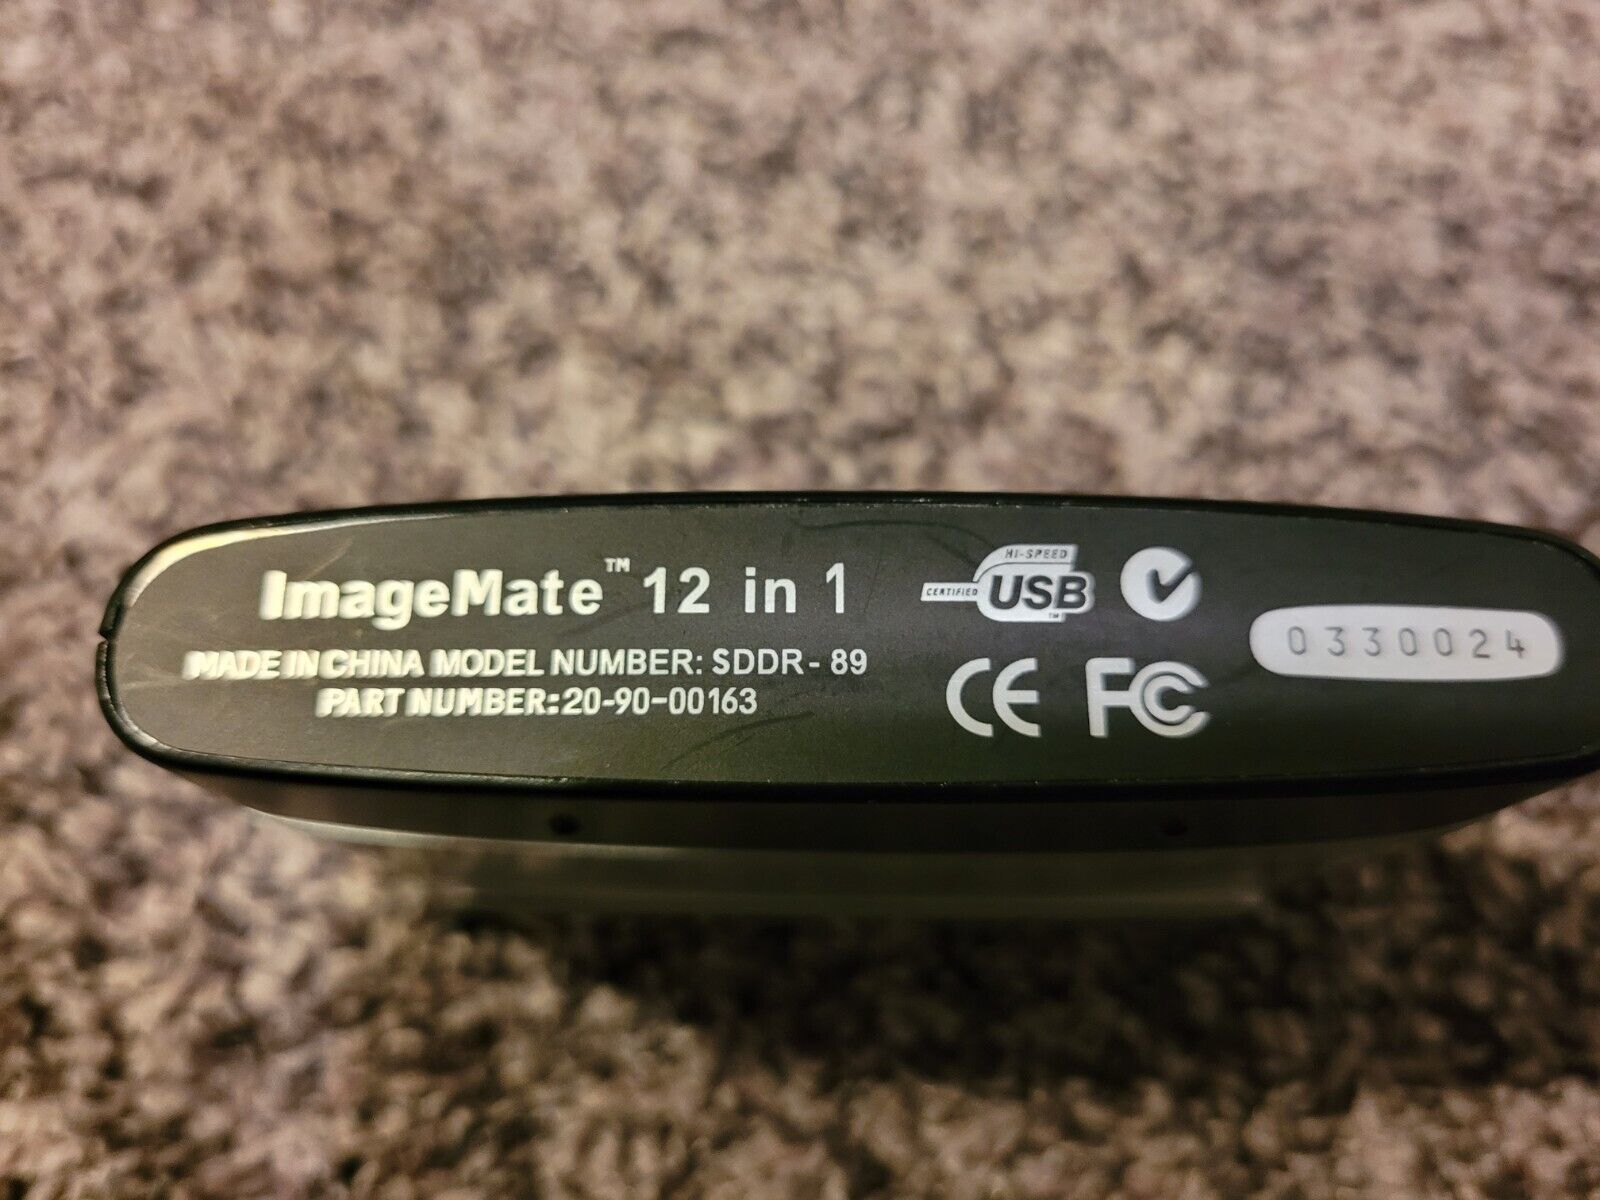 ImageMate™ 12 in 1
MADE IN CHINA MODEL NUMBER: SDDR - 89
PART NUMBER:20-90-00163
HI-SPEED
CERTIFIED USB™
CE FC
0330024